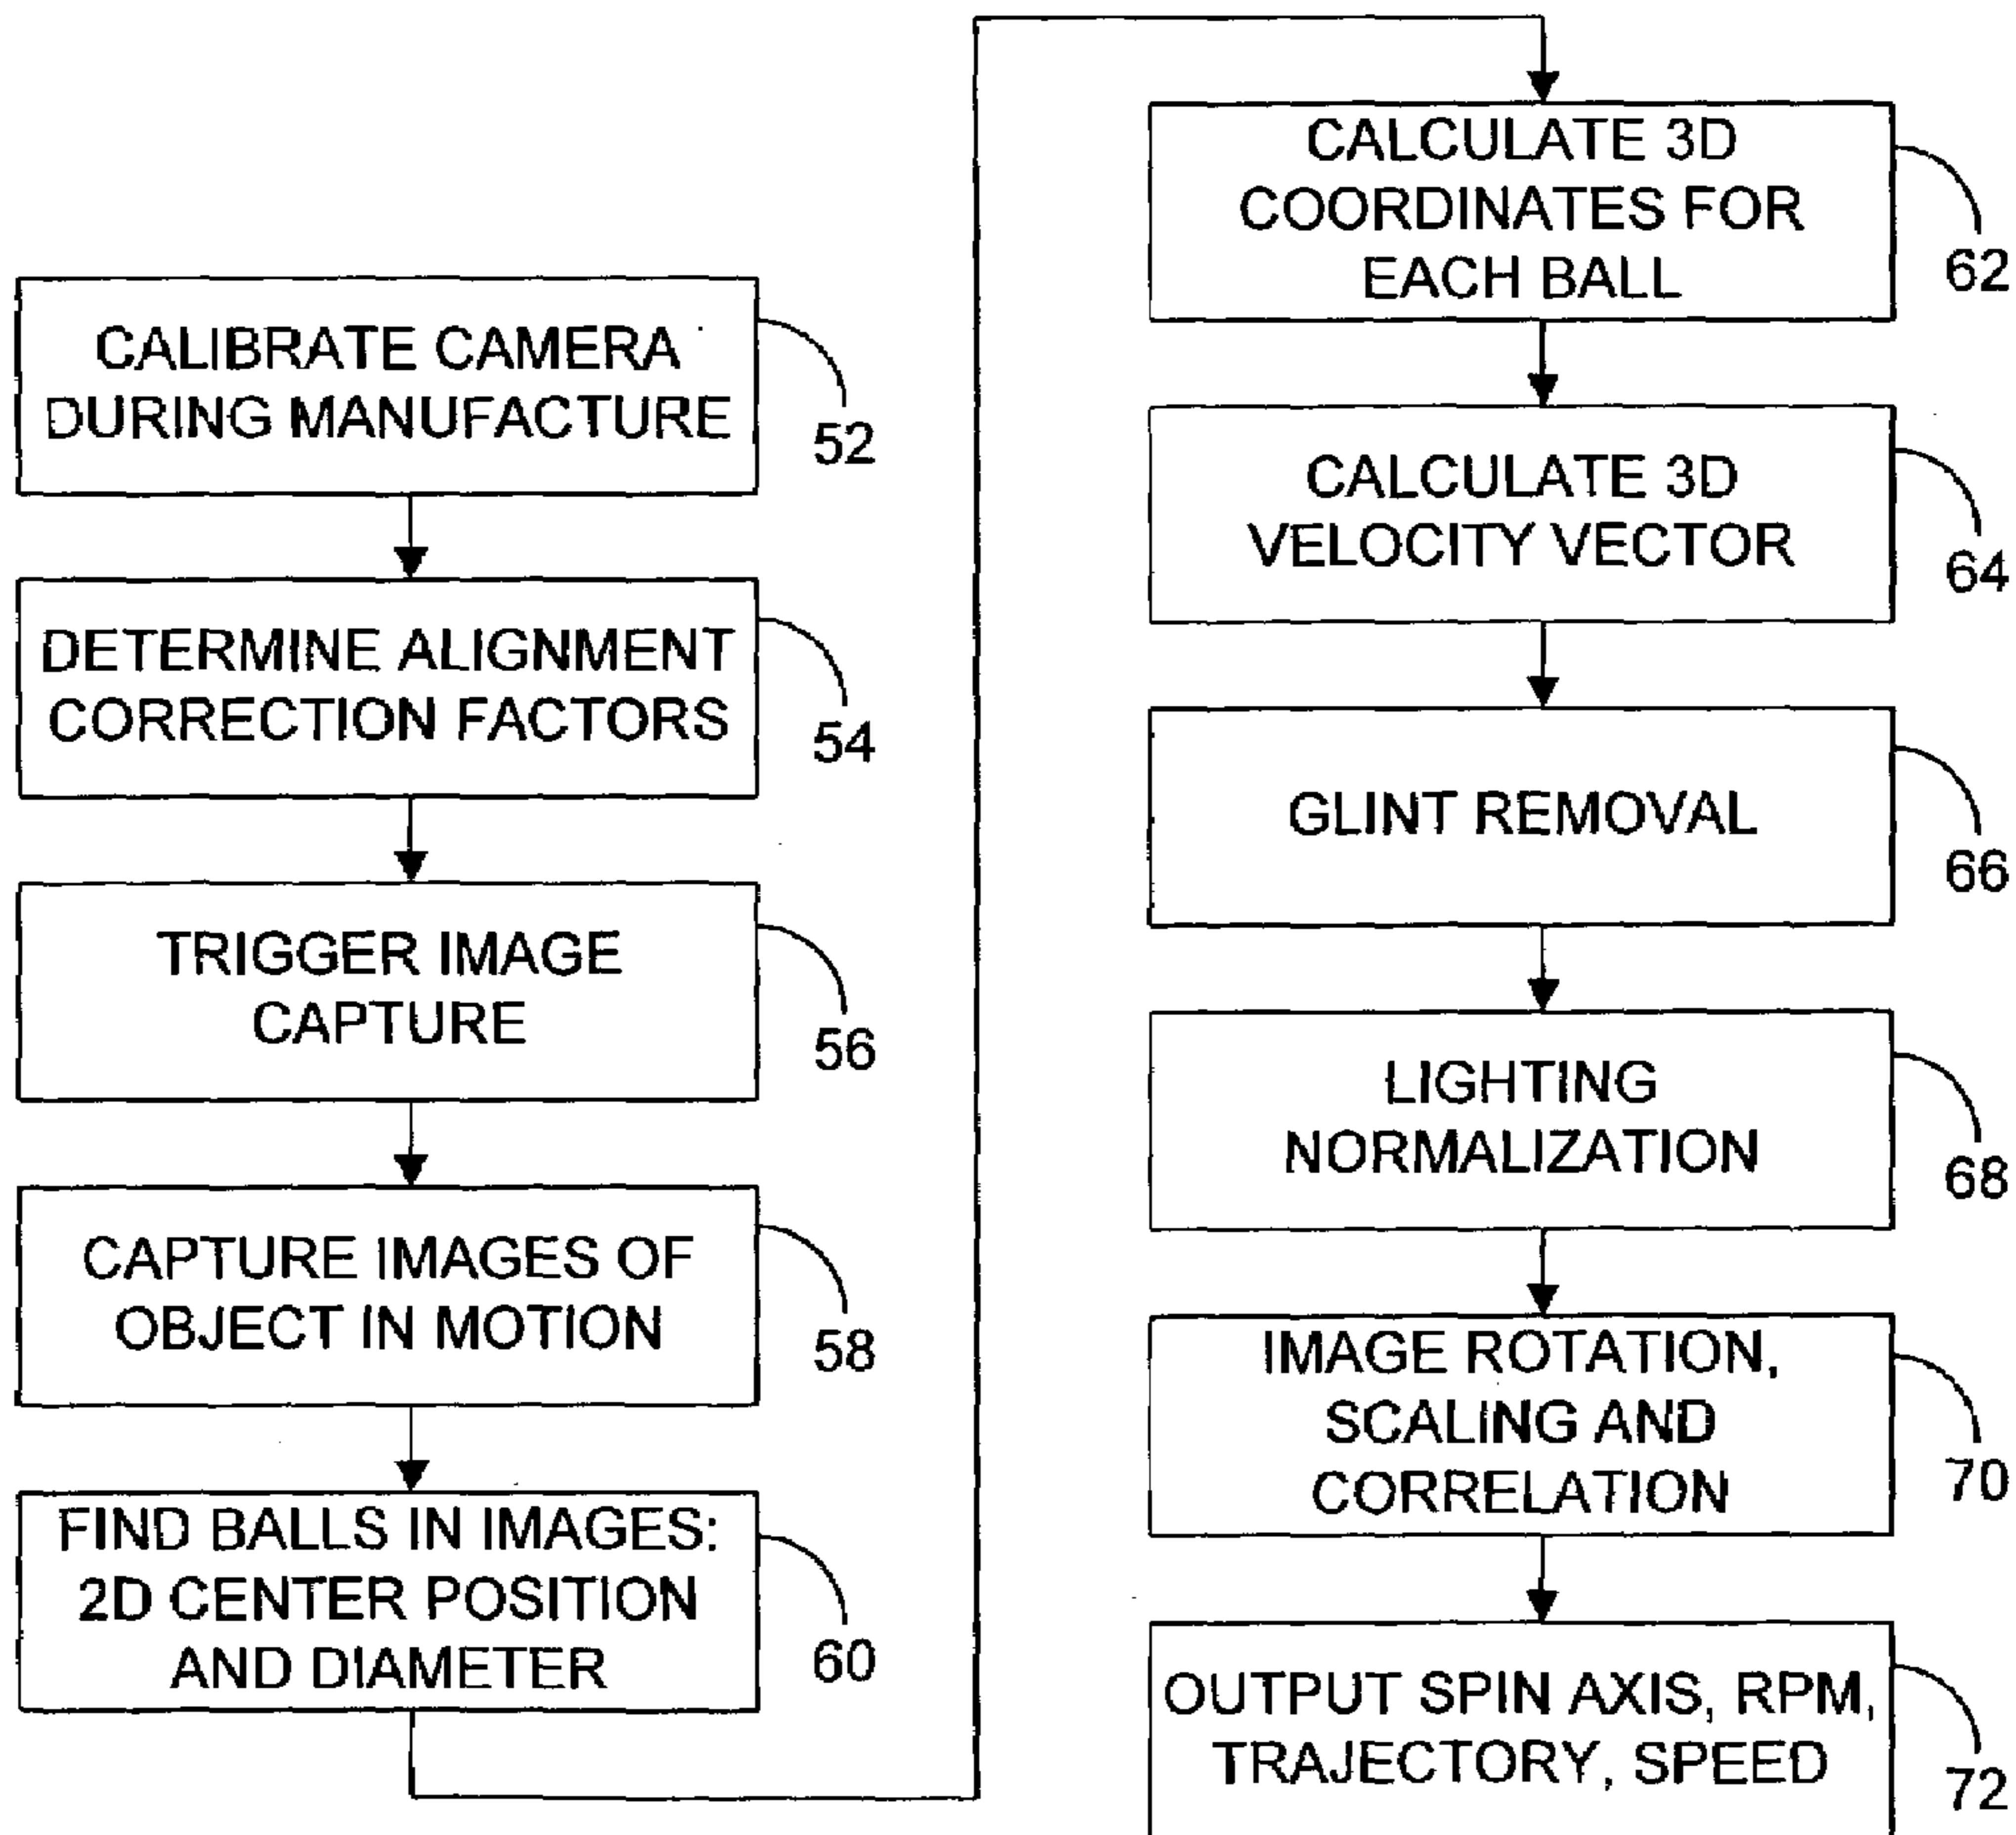 CALIBRATE CAMERA
DURING MANUFACTURE
52
DETERMINE ALIGNMENT
CORRECTION FACTORS
54
TRIGGER IMAGE
CAPTURE
56
CAPTURE IMAGES OF
OBJECT IN MOTION
58
FIND BALLS IN IMAGES:
2D CENTER POSITION
AND DIAMETER
60
CALCULATE 3D
COORDINATES FOR
EACH BALL
62
CALCULATE 3D
VELOCITY VECTOR
64
GLINT REMOVAL
66
LIGHTING
NORMALIZATION
68
IMAGE ROTATION,
SCALING AND
CORRELATION
70
OUTPUT SPIN AXIS, RPM,
TRAJECTORY, SPEED
72